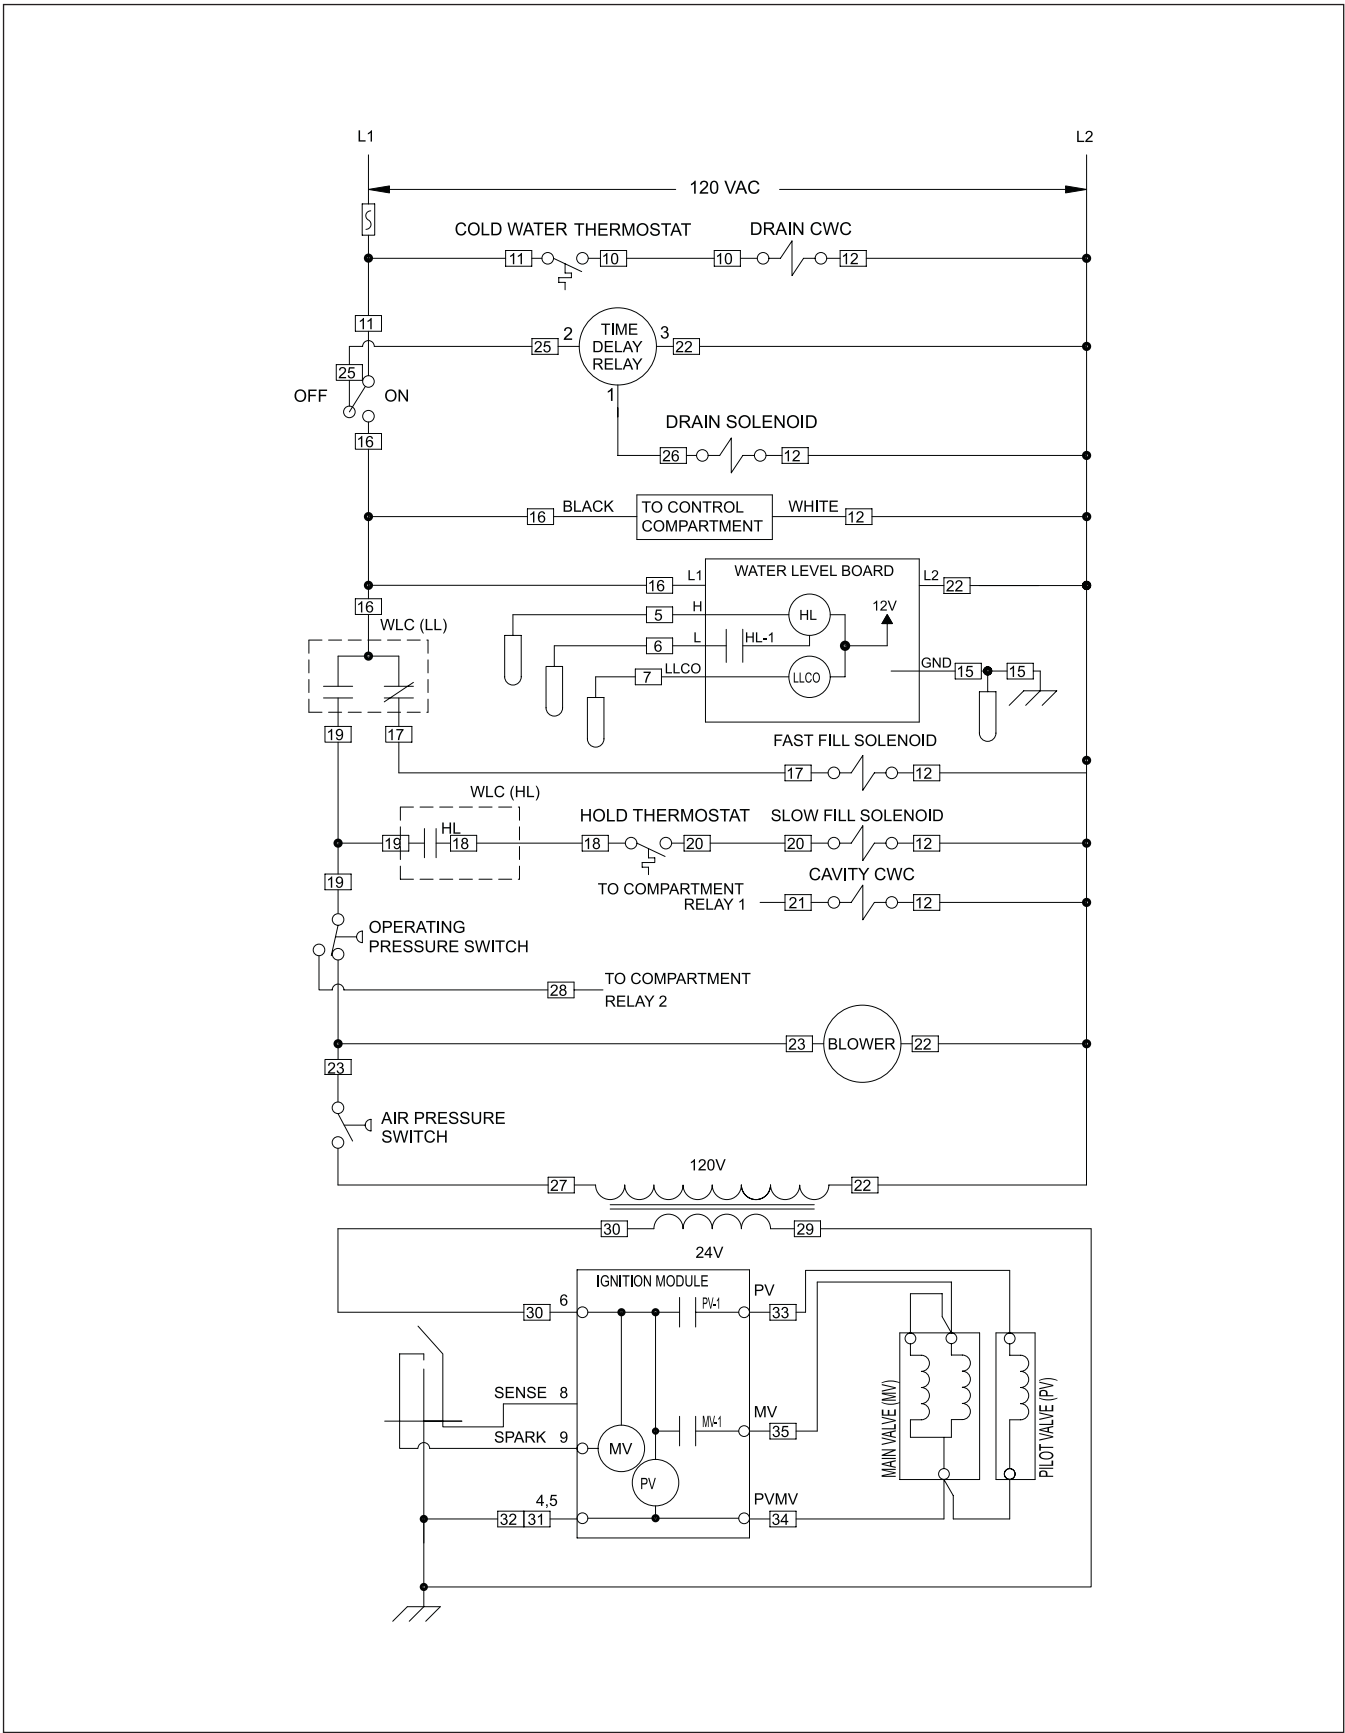 L1
L2
120 VAC
COLD WATER THERMOSTAT
DRAIN CWC
11
10
10
12
11
2
TIME
DELAY
RELAY
3
25
22
25
OFF
ON
1
DRAIN SOLENOID
16
26
12
16
BLACK
TO CONTROL
COMPARTMENT
WHITE
12
WATER LEVEL BOARD
16
L1
L2
22
16
5
H
HL
12V
WLC (LL)
6
L
HL-1
7
LLCO
LLCO
GND
15
15
19
17
FAST FILL SOLENOID
17
12
WLC (HL)
HOLD THERMOSTAT
SLOW FILL SOLENOID
19
HL
18
18
20
20
12
CAVITY CWC
19
TO COMPARTMENT
RELAY 1
21
12
OPERATING
PRESSURE SWITCH
28
TO COMPARTMENT
RELAY 2
23
BLOWER
22
23
AIR PRESSURE
SWITCH
120V
27
22
30
29
24V
IGNITION MODULE
30
6
PV-1
PV
33
SENSE 8
MV-1
MV
35
SPARK 9
MV
PV
4,5
32
31
PVMV
34
MAIN VALVE (MV)
PILOT VALVE (PV)